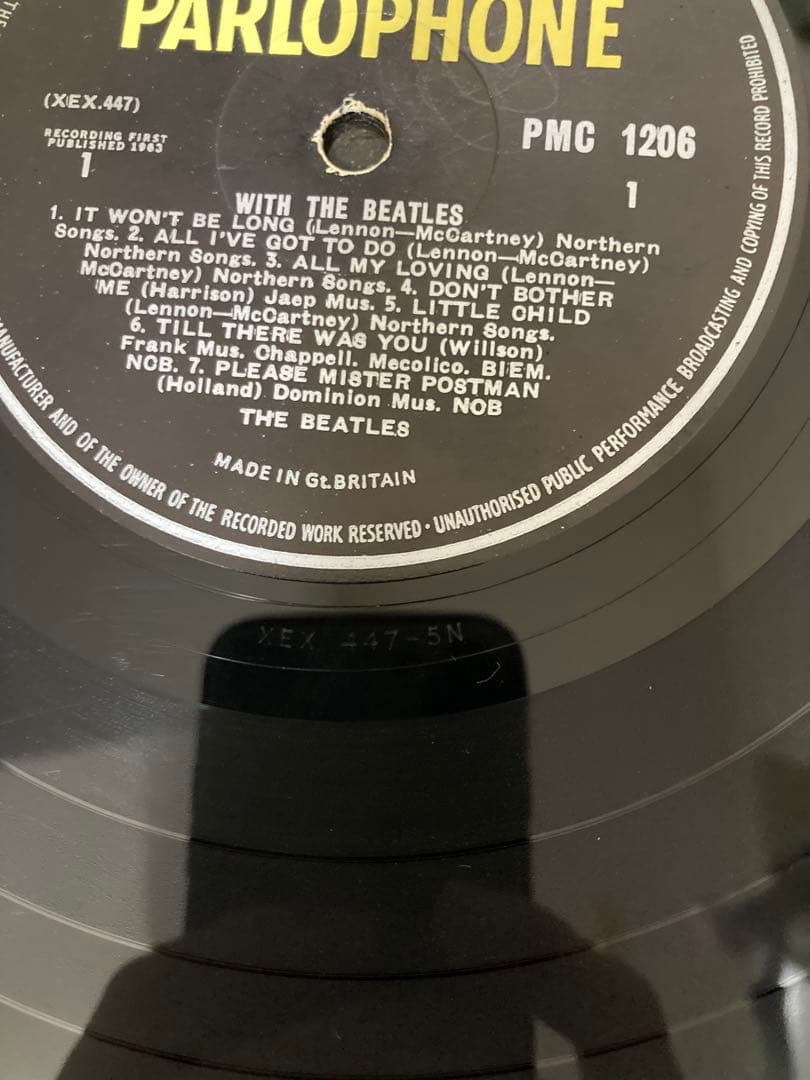 PARLOPHONE
(XEX.447)
RECORDING FIRST
PUBLISHED 1963
1
PMC 1206
1
WITH THE BEATLES
1. IT WON'T BE LONG (Lennon—McCartney) Northern
Songs. 2. ALL I'VE GOT TO DO (Lennon—McCartney)
Northern Songs. 3. ALL MY LOVING (Lennon—
McCartney) Northern Songs. 4. DON'T BOTHER
ME (Harrison) Jaep Mus. 5. LITTLE CHILD
(Lennon—McCartney) Northern Songs.
6. TILL THERE WAS YOU (Willson)
Frank Mus. Chappell. Mecolico. BIEM.
NCB. 7. PLEASE MISTER POSTMAN
(Holland) Dominion Mus. NCB
THE BEATLES
MADE IN Gt. BRITAIN
THE
MANUFACTURER AND OF THE OWNER OF THE RECORDED WORK RESERVED · UNAUTHORISED PUBLIC PERFORMANCE BROADCASTING AND COPYING OF THIS RECORD PROHIBITED
XEX 447-5N